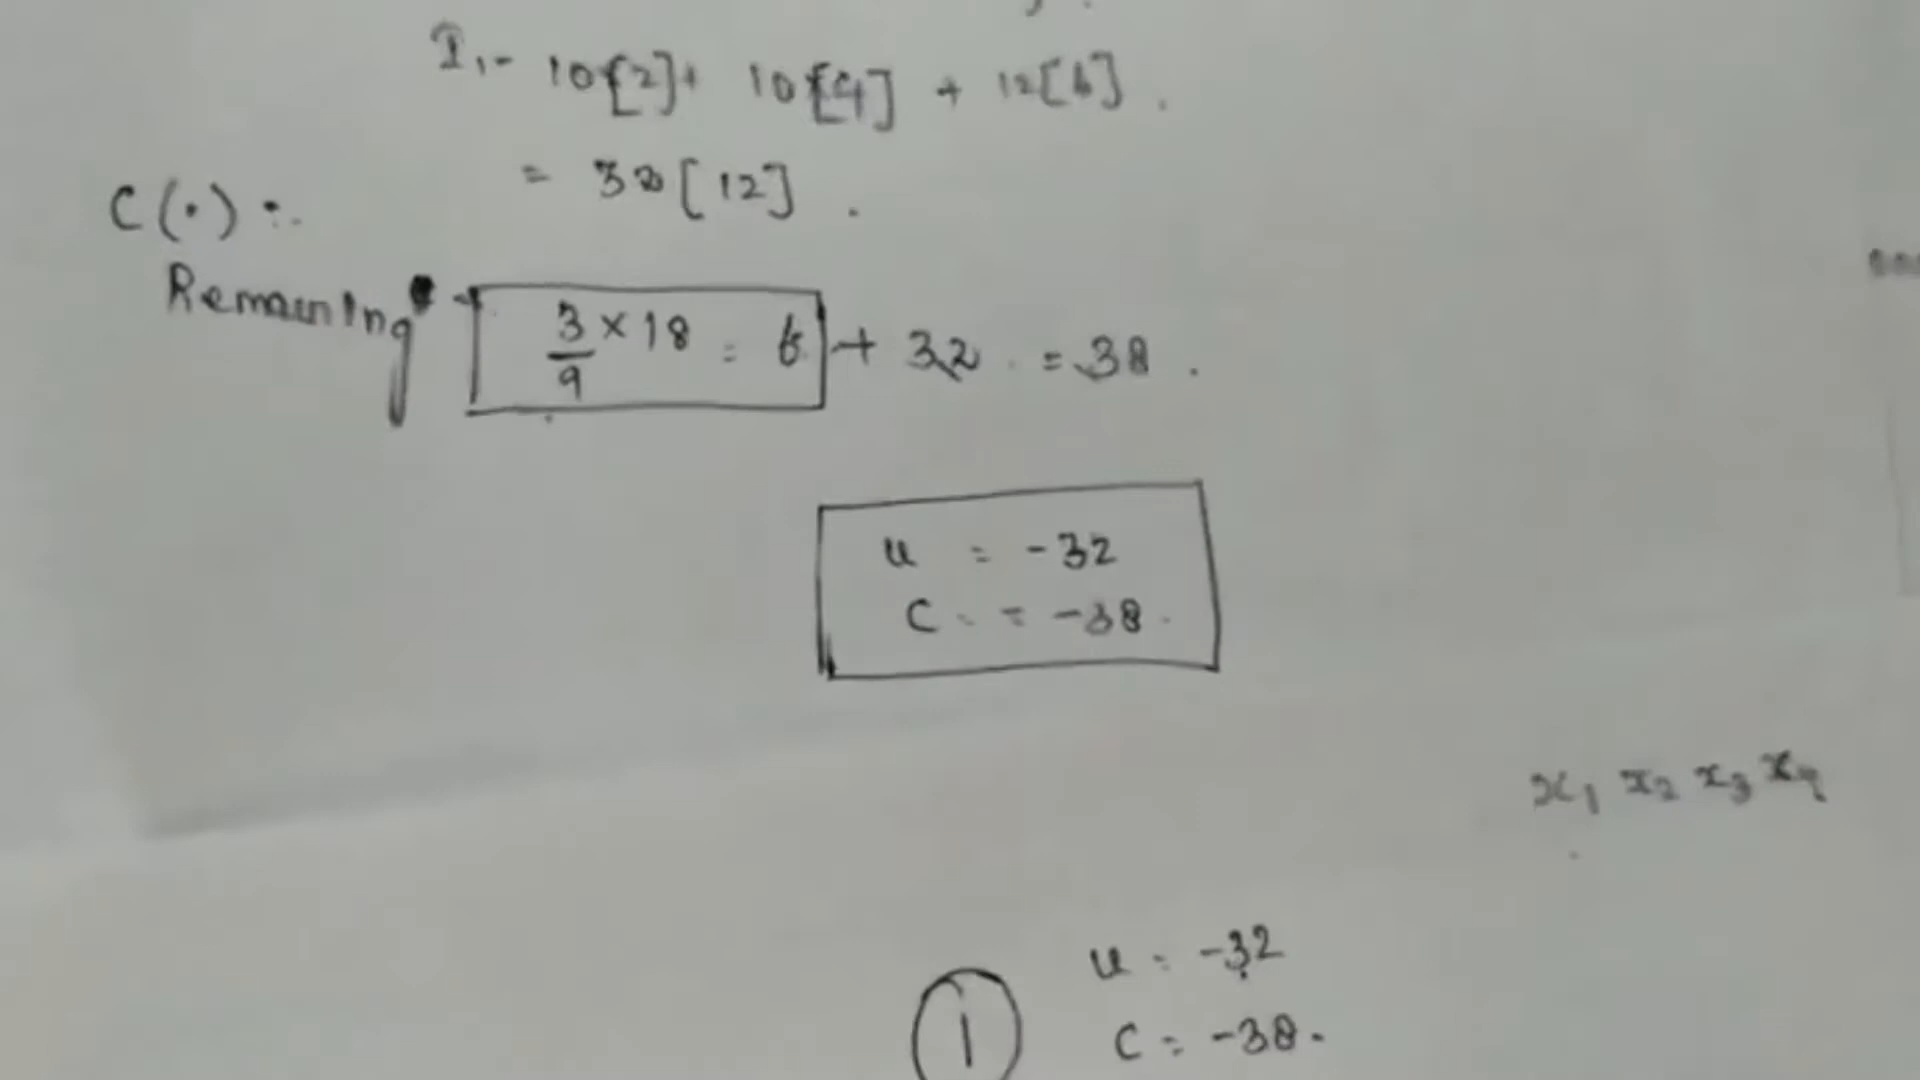 I,- 10[2]+ 10[4] + 12[6].
= 32[12].
C(·):.
Remaining 3/9 × 18 = 6 + 32 = 38.
u = -32
C = -38.
x1 x2 x3 x4
u = -32
1
C = -38.